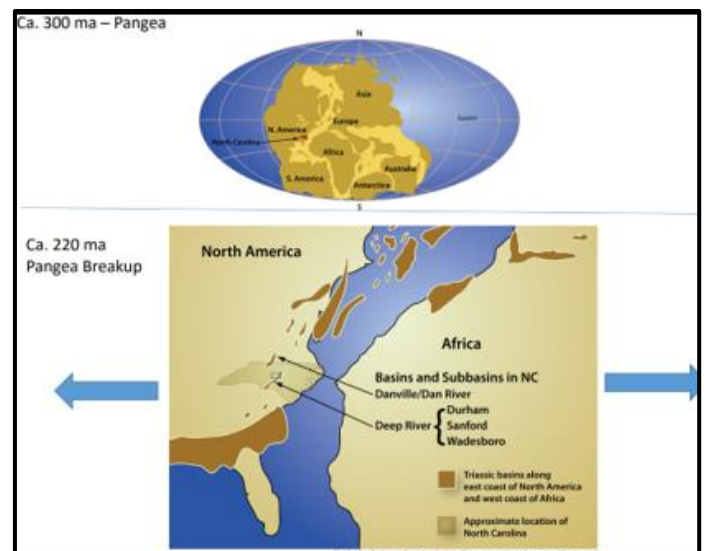 Ca. 300 ma – Pangea
N
Asia
Europe
N. America
North Carolina
Africa
S. America
Australia
Antarctica
S
Ca. 220 ma
Pangea Breakup
North America
Africa
Basins and Subbasins in NC
Danville/Dan River
Deep River
Durham
Sanford
Wadesboro
Triassic basins along
east coast of North America
and west coast of Africa
Approximate location of
North Carolina